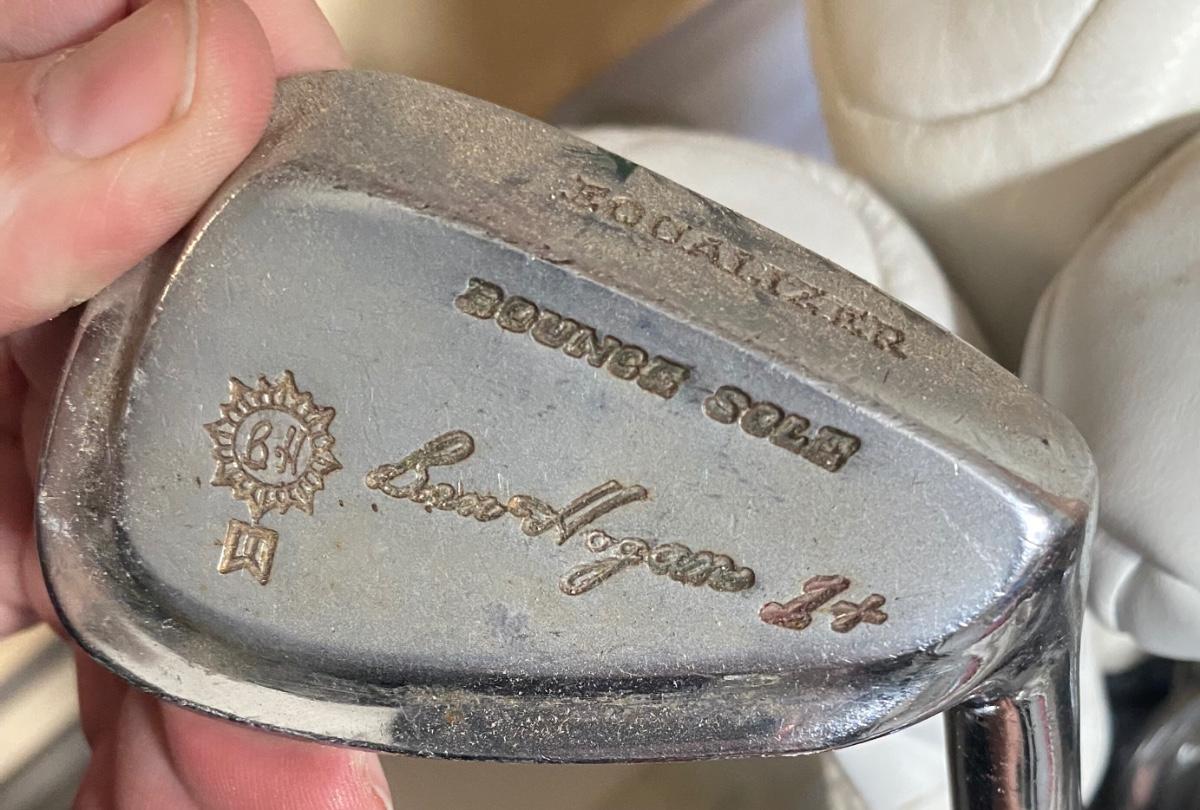 EQUALIZER
BOUNCE SOLE
BH
Ben Hogan 1+
E